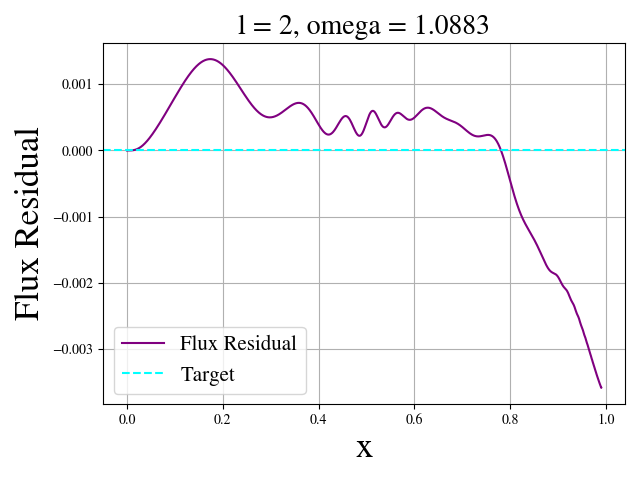 l = 2, omega = 1.0883
Flux Residual
0.001
0.000
−0.001
−0.002
−0.003
Flux Residual
Target
0.0 0.2 0.4 0.6 0.8 1.0
x